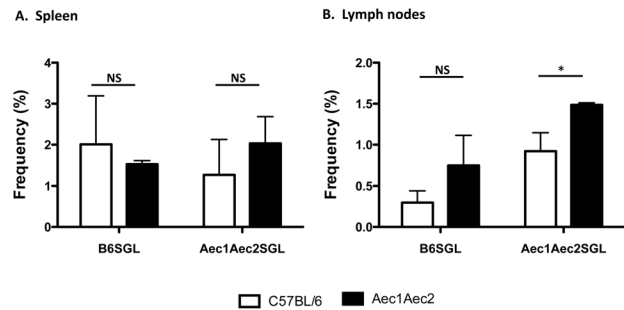 A. Spleen
B. Lymph nodes
Frequency (%)
4
3
2
1
0
NS
NS
B6SGL
Aec1Aec2SGL
Frequency (%)
2.0
1.5
1.0
0.5
0.0
NS
*
B6SGL
Aec1Aec2SGL
C57BL/6
Aec1Aec2